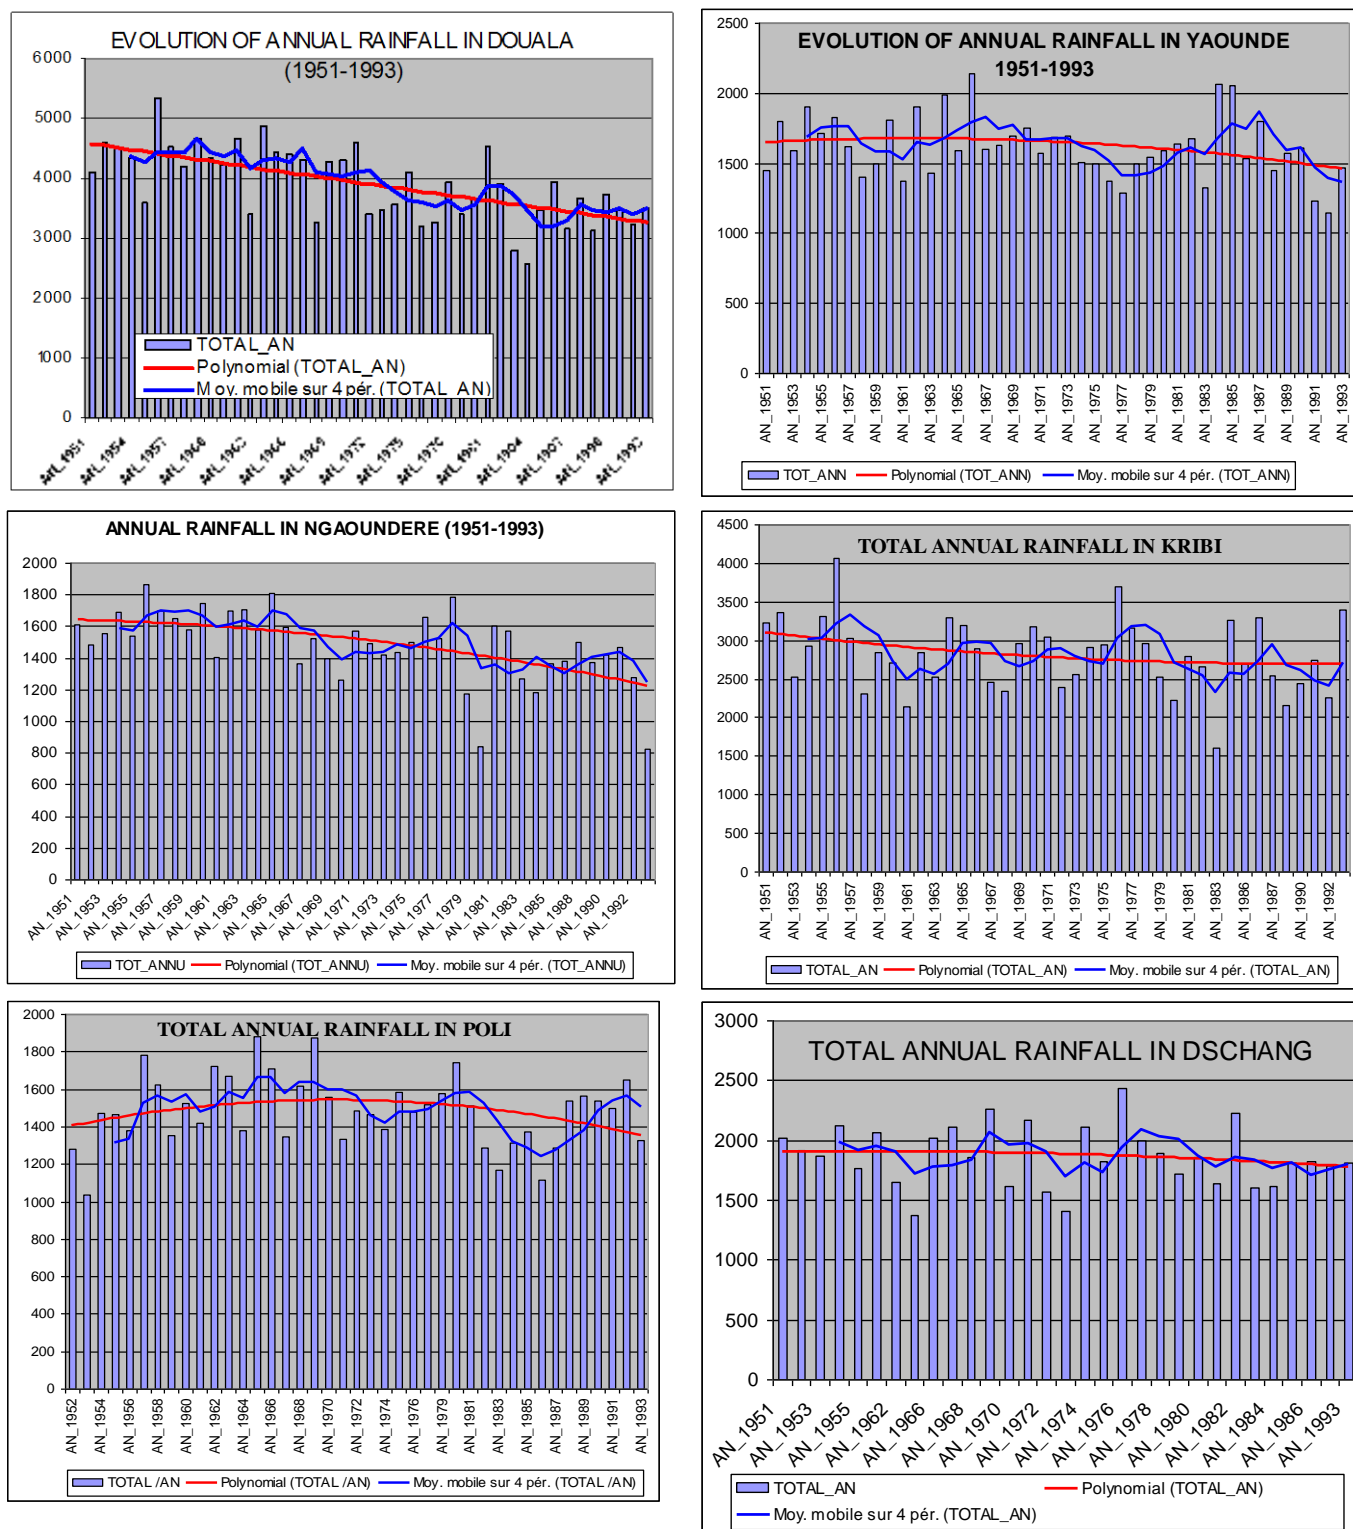 EVOLUTION OF ANNUAL RAINFALL IN DOUALA
(1951-1993)
6000
5000
4000
3000
2000
1000
0
TOTAL_AN
Polynomial (TOTAL_AN)
Moy. mobile sur 4 pér. (TOTAL_AN)
EVOLUTION OF ANNUAL RAINFALL IN YAOUNDE
1951-1993
2500
2000
1500
1000
500
0
AN_1951
AN_1953
AN_1955
AN_1957
AN_1959
AN_1961
AN_1963
AN_1965
AN_1967
AN_1969
AN_1971
AN_1973
AN_1975
AN_1977
AN_1979
AN_1981
AN_1983
AN_1985
AN_1987
AN_1989
AN_1991
AN_1993
TOT_ANN
Polynomial (TOT_ANN)
Moy. mobile sur 4 pér. (TOT_ANN)
ANNUAL RAINFALL IN NGAOUNDERE (1951-1993)
2000
1800
1600
1400
1200
1000
800
600
400
200
0
AN_1951
AN_1953
AN_1955
AN_1957
AN_1959
AN_1961
AN_1963
AN_1965
AN_1967
AN_1969
AN_1971
AN_1973
AN_1975
AN_1977
AN_1979
AN_1981
AN_1983
AN_1985
AN_1988
AN_1990
AN_1992
TOT_ANNU
Polynomial (TOT_ANNU)
Moy. mobile sur 4 pér. (TOT_ANNU)
TOTAL ANNUAL RAINFALL IN KRIBI
4500
4000
3500
3000
2500
2000
1500
1000
500
0
AN_1951
AN_1953
AN_1955
AN_1957
AN_1959
AN_1961
AN_1963
AN_1965
AN_1967
AN_1969
AN_1971
AN_1973
AN_1975
AN_1977
AN_1979
AN_1981
AN_1983
AN_1985
AN_1987
AN_1990
AN_1992
TOTAL_AN
Polynomial (TOTAL_AN)
Moy. mobile sur 4 pér. (TOTAL_AN)
TOTAL ANNUAL RAINFALL IN POLI
2000
1800
1600
1400
1200
1000
800
600
400
200
0
AN_1952
AN_1954
AN_1956
AN_1958
AN_1960
AN_1962
AN_1964
AN_1966
AN_1968
AN_1970
AN_1972
AN_1974
AN_1977
AN_1979
AN_1981
AN_1983
AN_1985
AN_1987
AN_1989
AN_1991
AN_1993
TOTAL /AN
Polynomial (TOTAL /AN)
Moy. mobile sur 4 pér. (TOTAL /AN)
TOTAL ANNUAL RAINFALL IN DSCHANG
3000
2500
2000
1500
1000
500
0
AN_1951
AN_1953
AN_1955
AN_1962
AN_1966
AN_1968
AN_1970
AN_1972
AN_1974
AN_1976
AN_1978
AN_1980
AN_1982
AN_1984
AN_1986
AN_1993
TOTAL_AN
Polynomial (TOTAL_AN)
Moy. mobile sur 4 pér. (TOTAL_AN)